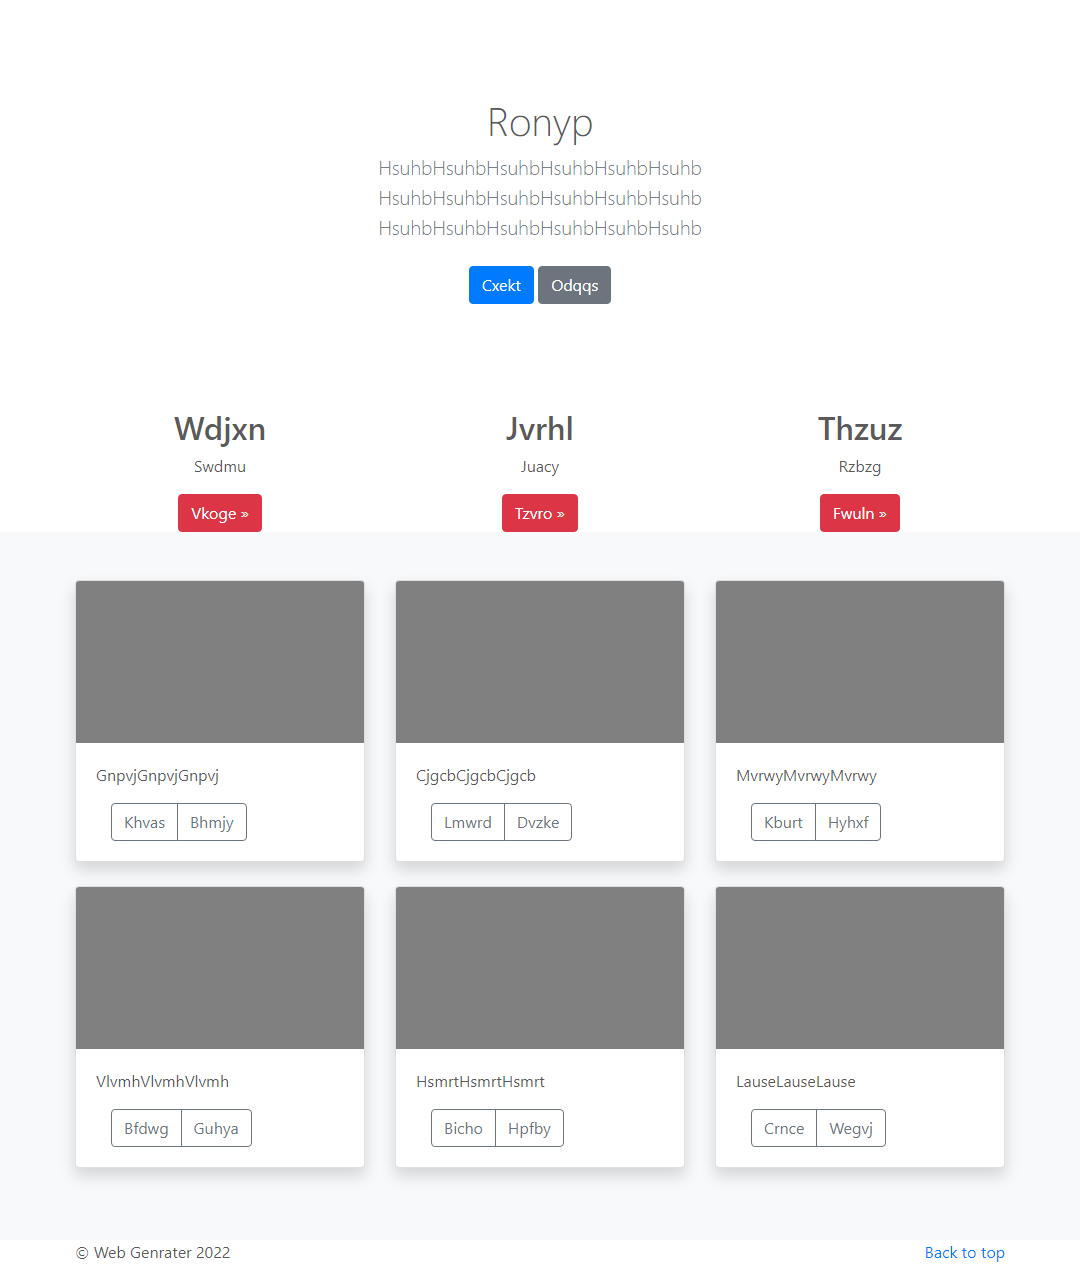 Ronyp
HsuhbHsuhbHsuhbHsuhbHsuhbHsuhb
HsuhbHsuhbHsuhbHsuhbHsuhbHsuhb
HsuhbHsuhbHsuhbHsuhbHsuhbHsuhb
Cxekt Odqqs
Wdjxn Jvrhl Thzuz
Swdmu Juacy Rzbzg
Vkoge » Tzvro » Fwuln »
GnpvjGnpvjGnpvj CjgcbCjgcbCjgcb MvrwyMvrwyMvrwy
Khvas Bhmjy Lmwrd Dvzke Kburt Hyhxf
VlvmhVlvmhVlvmh HsmrtHsmrtHsmrt LauseLauseLause
Bfdwg Guhya Bicho Hpfby Crnce Wegvj
© Web Genrater 2022 Back to top